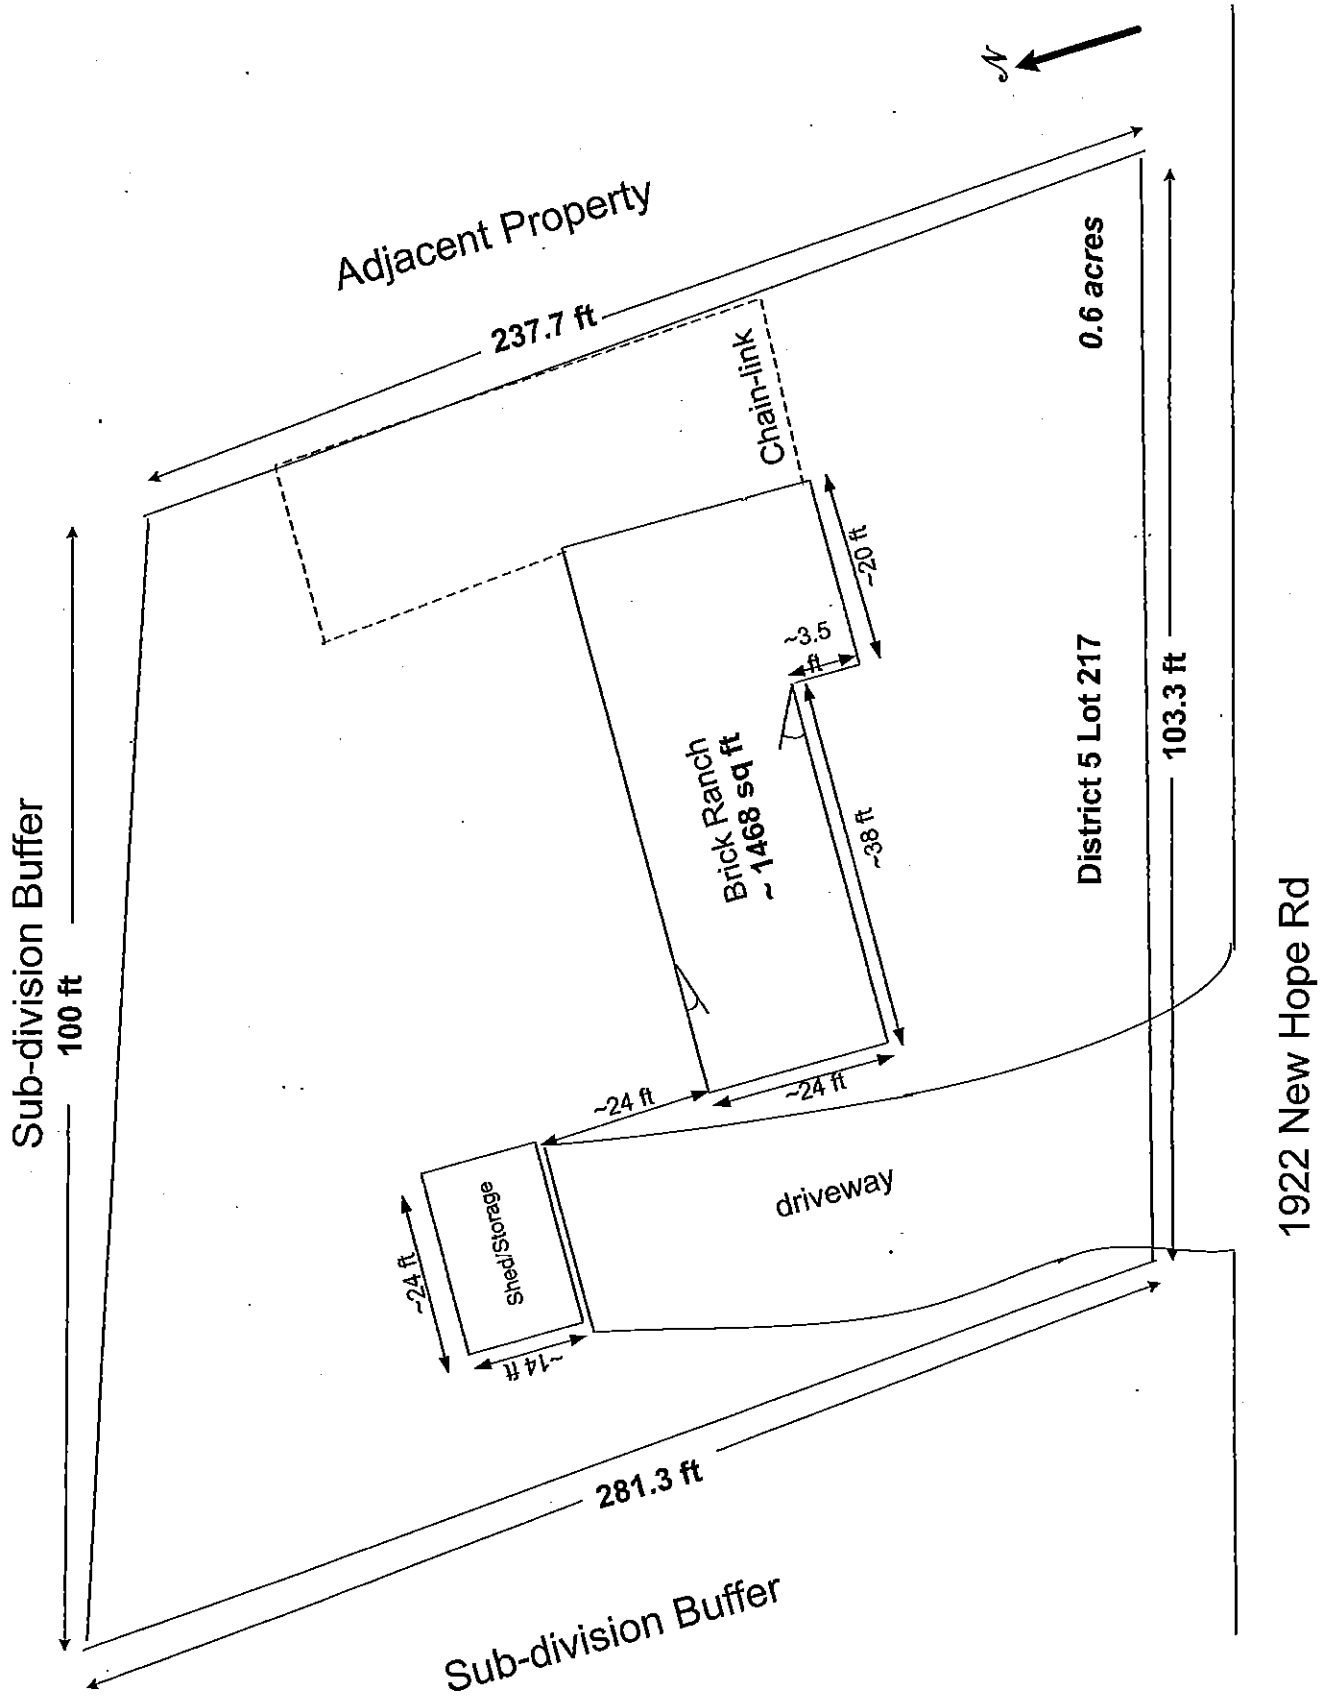 N
Adjacent Property
237.7 ft
0.6 acres
Chain-link
~20 ft
~3.5
ft
Sub-division Buffer
100 ft
Brick Ranch
~ 1468 sq ft
~38 ft
District 5 Lot 217
103.3 ft
~24 ft
~24 ft
Shed/Storage
~24 ft
~14 ft
driveway
281.3 ft
Sub-division Buffer
1922 New Hope Rd